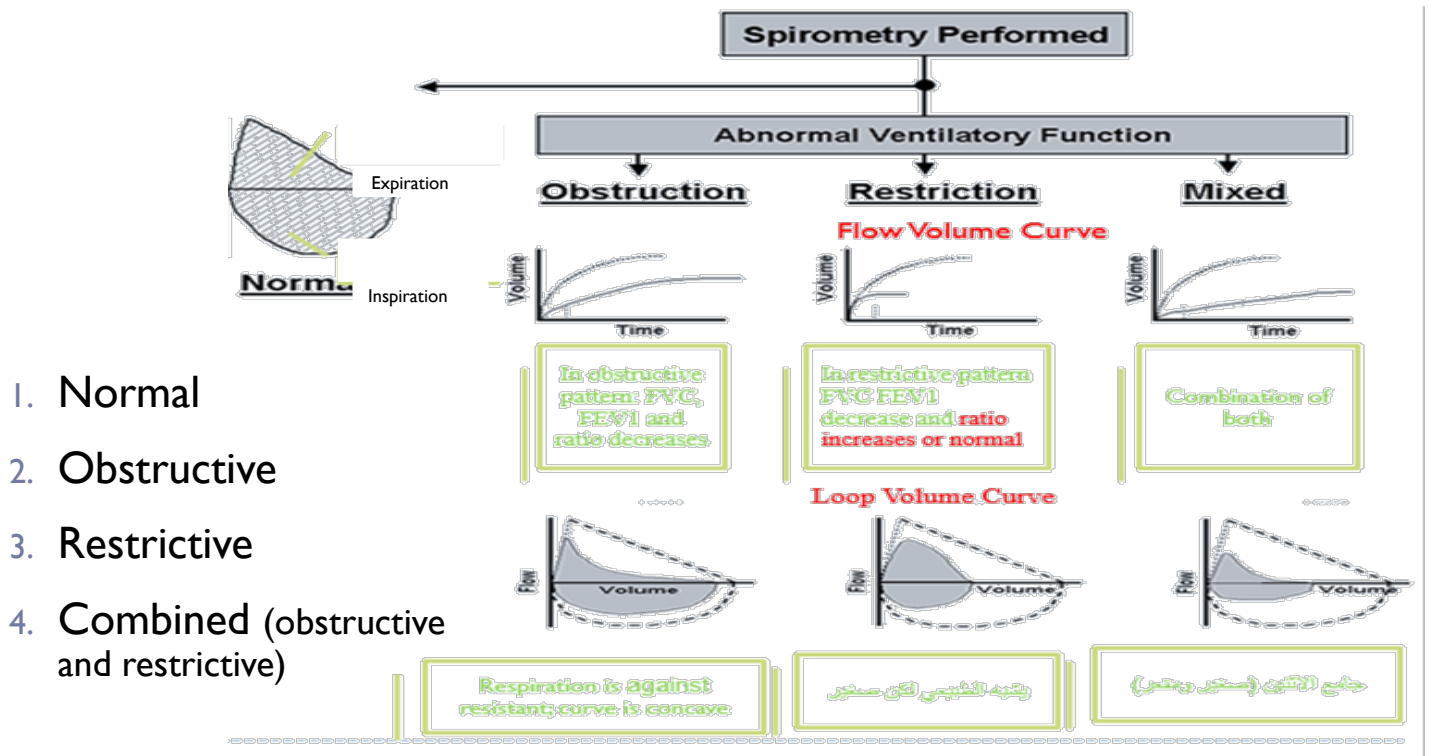 Spirometry Performed
Abnormal Ventilatory Function
Expiration
Inspiration
Obstruction
Restriction
Mixed
Flow Volume Curve
Volume
Time
Volume
Time
Volume
Time
In obstructive
pattern: FVC,
FEV1 and
ratio decreases
In restrictive pattern
FVC FEV1
decrease and ratio
increases or normal
Combination of
both
1. Normal
2. Obstructive
3. Restrictive
4. Combined (obstructive
and restrictive)
Loop Volume Curve
Flow
Volume
Flow
Volume
Flow
Volume
Respiration is against
resistant; curve is concave
يشبه الطبيعي لكن صغير
جامع الاثنين (صغير ومقعر)